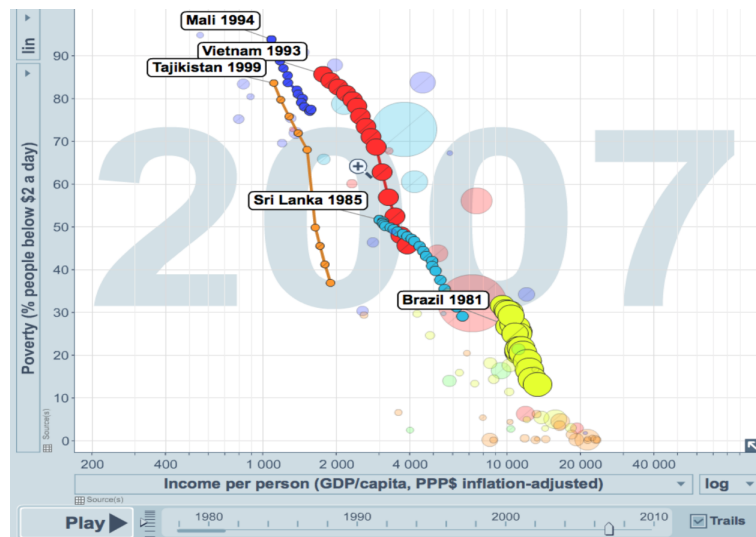 lin
Poverty (% people below $2 a day)
Source(s)
90
80
70
60
50
40
30
20
10
0
2007
Mali 1994
Vietnam 1993
Tajikistan 1999
Sri Lanka 1985
Brazil 1981
200
400
1 000
2 000
4 000
10 000
20 000
40 000
Income per person (GDP/capita, PPP$ inflation-adjusted)
log
Source(s)
Play
1980
1990
2000
2010
Trails